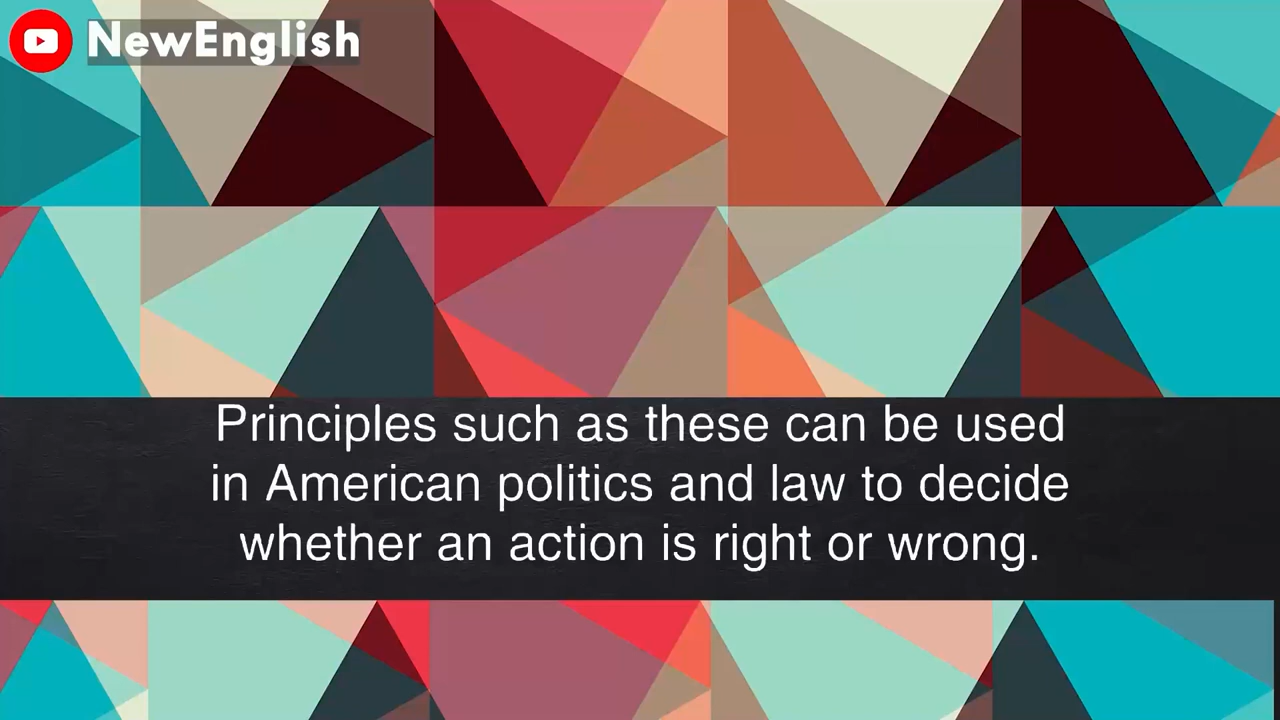 NewEnglish
Principles such as these can be used
in American politics and law to decide
whether an action is right or wrong.